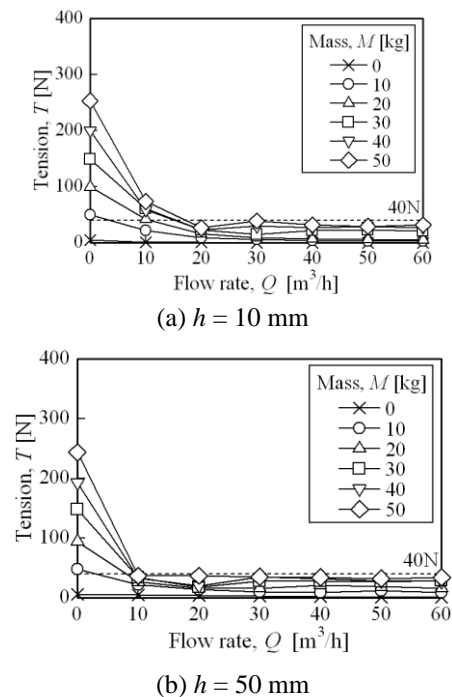 400
300
200
100
0
Tension, T [N]
Mass, M [kg]
0
10
20
30
40
50
40N
0 10 20 30 40 50 60
Flow rate, Q [m³/h]
(a) h = 10 mm
400
300
200
100
0
Tension, T [N]
Mass, M [kg]
0
10
20
30
40
50
40N
0 10 20 30 40 50 60
Flow rate, Q [m³/h]
(b) h = 50 mm